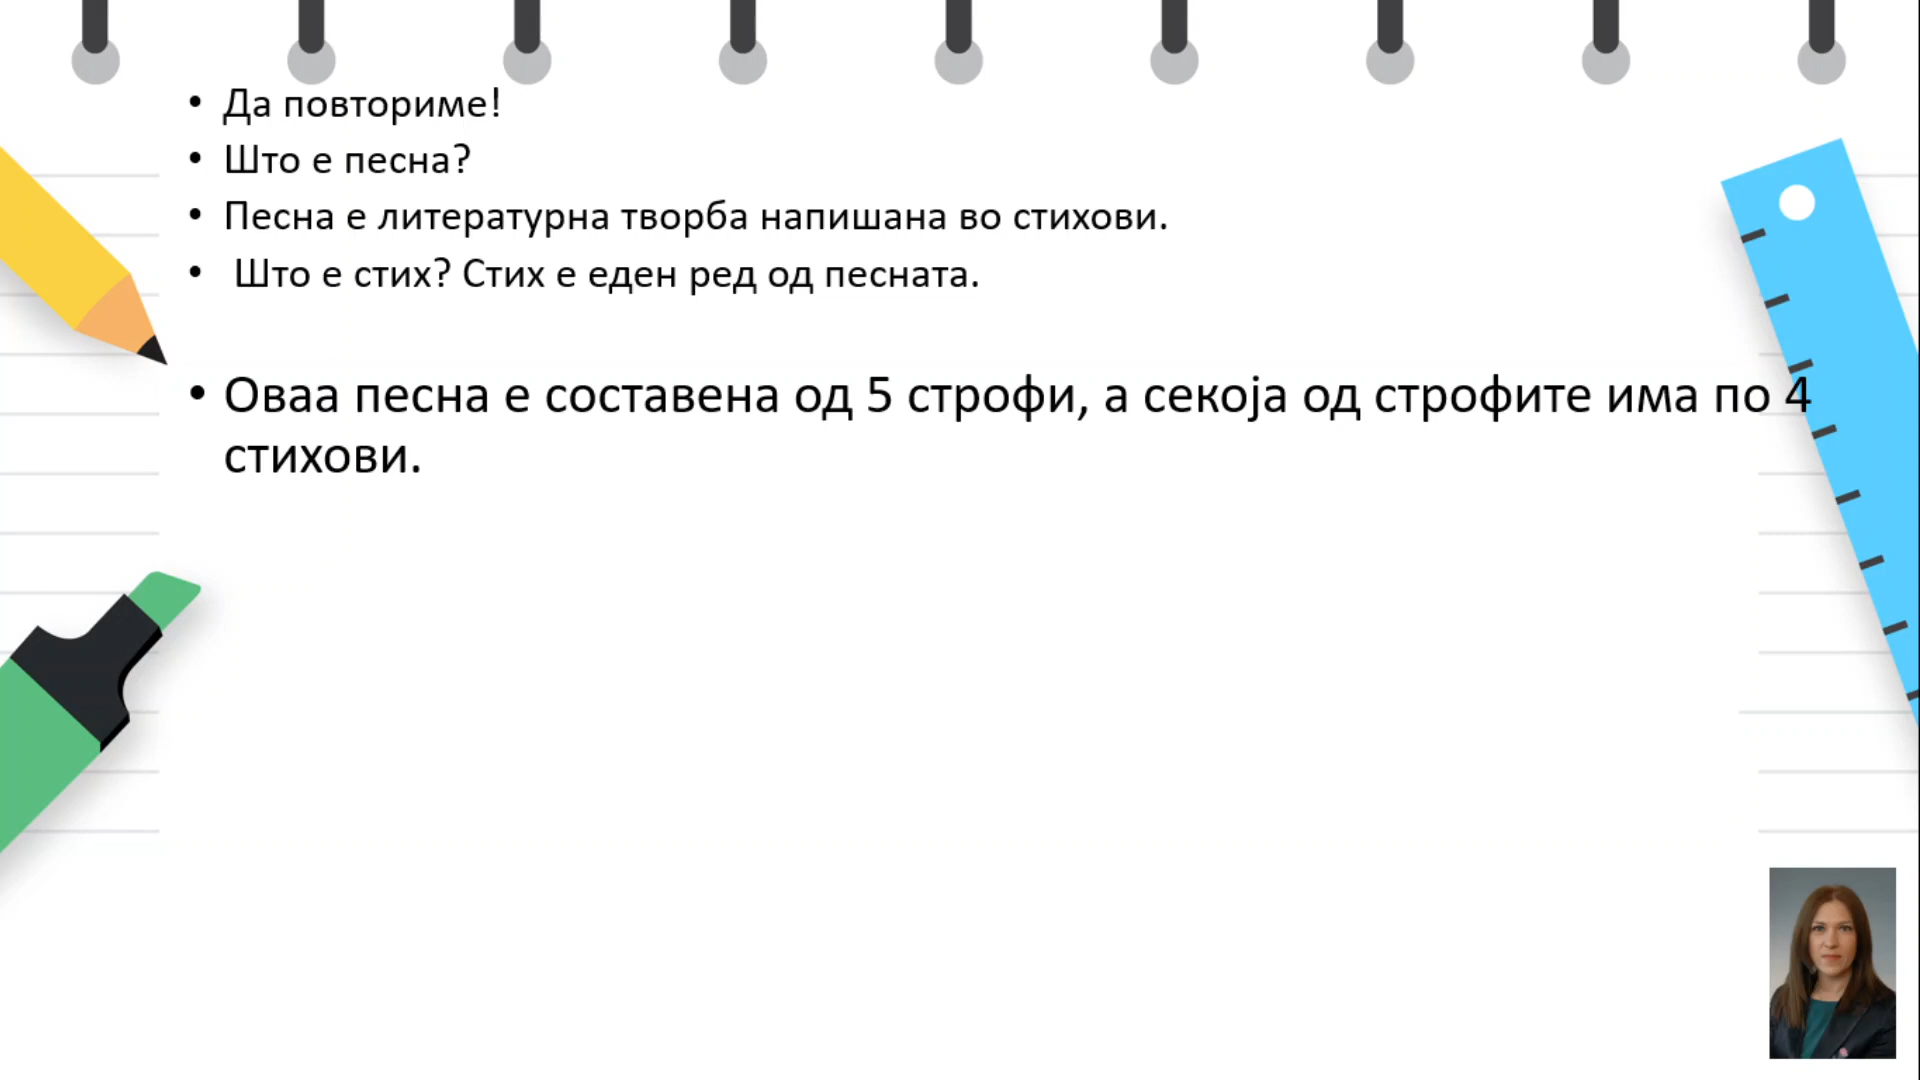 • Да повториме!
• Што е песна?
• Песна е литературна творба напишана во стихови.
• Што е стих? Стих е еден ред од песната.
• Оваа песна е составена од 5 строфи, а секоја од строфите има по 4
стихови.